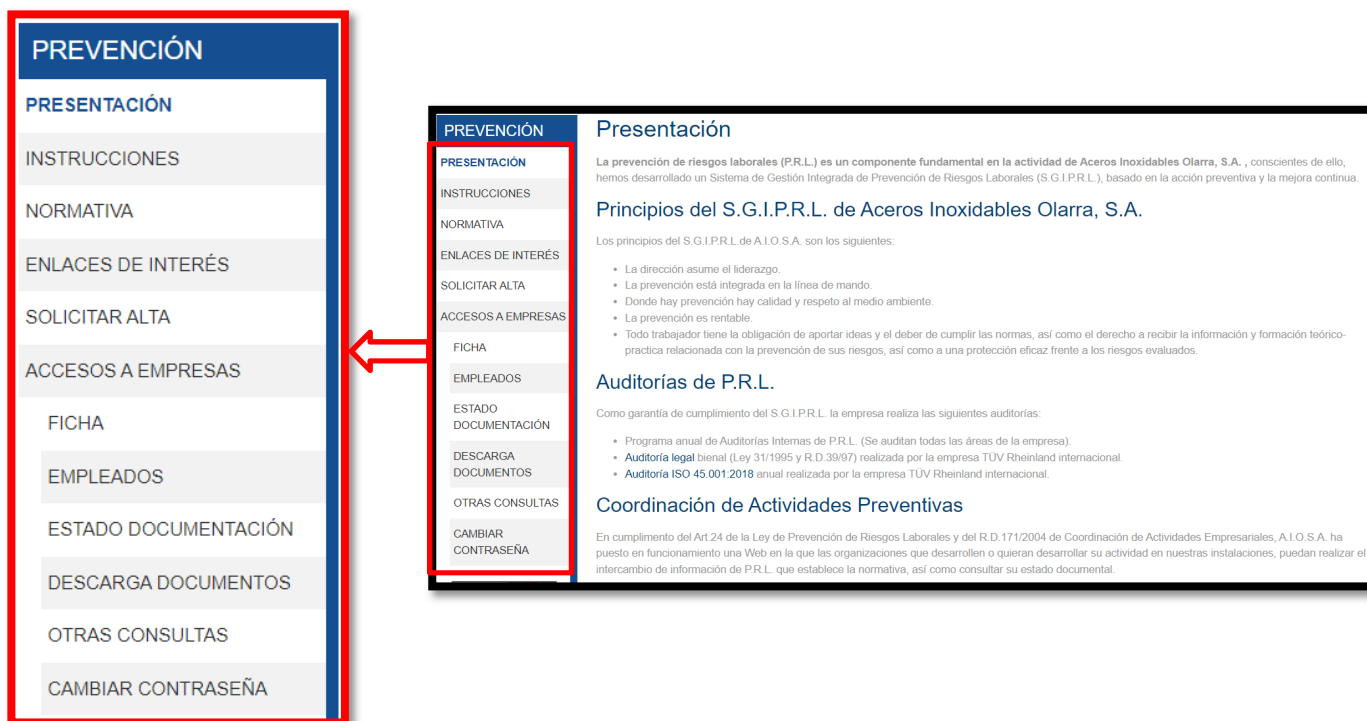 PREVENCIÓN
PRESENTACIÓN
INSTRUCCIONES
NORMATIVA
ENLACES DE INTERÉS
SOLICITAR ALTA
ACCESOS A EMPRESAS
FICHA
EMPLEADOS
ESTADO DOCUMENTACIÓN
DESCARGA DOCUMENTOS
OTRAS CONSULTAS
CAMBIAR CONTRASEÑA
PREVENCIÓN
PRESENTACIÓN
INSTRUCCIONES
NORMATIVA
ENLACES DE INTERÉS
SOLICITAR ALTA
ACCESOS A EMPRESAS
FICHA
EMPLEADOS
ESTADO
DOCUMENTACIÓN
DESCARGA
DOCUMENTOS
OTRAS CONSULTAS
CAMBIAR
CONTRASEÑA
Presentación
La prevención de riesgos laborales (P.R.L.) es un componente fundamental en la actividad de Aceros Inoxidables Olarra, S.A. , conscientes de ello,
hemos desarrollado un Sistema de Gestión Integrada de Prevención de Riesgos Laborales (S.G.I.P.R.L.), basado en la acción preventiva y la mejora continua.
Principios del S.G.I.P.R.L. de Aceros Inoxidables Olarra, S.A.
Los principios del S.G.I.P.R.L.de A.I.O.S.A. son los siguientes:
• La dirección asume el liderazgo.
• La prevención está integrada en la línea de mando.
• Donde hay prevención hay calidad y respeto al medio ambiente.
• La prevención es rentable.
• Todo trabajador tiene la obligación de aportar ideas y el deber de cumplir las normas, así como el derecho a recibir la información y formación teórico-
practica relacionada con la prevención de sus riesgos, así como a una protección eficaz frente a los riesgos evaluados.
Auditorías de P.R.L.
Como garantía de cumplimiento del S.G.I.P.R.L. la empresa realiza las siguientes auditorías:
• Programa anual de Auditorías Internas de P.R.L. (Se auditan todas las áreas de la empresa).
• Auditoría legal bienal (Ley 31/1995 y R.D.39/97) realizada por la empresa TÜV Rheinland internacional.
• Auditoría ISO 45.001:2018 anual realizada por la empresa TÜV Rheinland internacional.
Coordinación de Actividades Preventivas
En cumplimento del Art.24 de la Ley de Prevención de Riesgos Laborales y del R.D.171/2004 de Coordinación de Actividades Empresariales, A.I.O.S.A. ha
puesto en funcionamiento una Web en la que las organizaciones que desarrollen o quieran desarrollar su actividad en nuestras instalaciones, puedan realizar el
intercambio de información de P.R.L. que establece la normativa, así como consultar su estado documental.